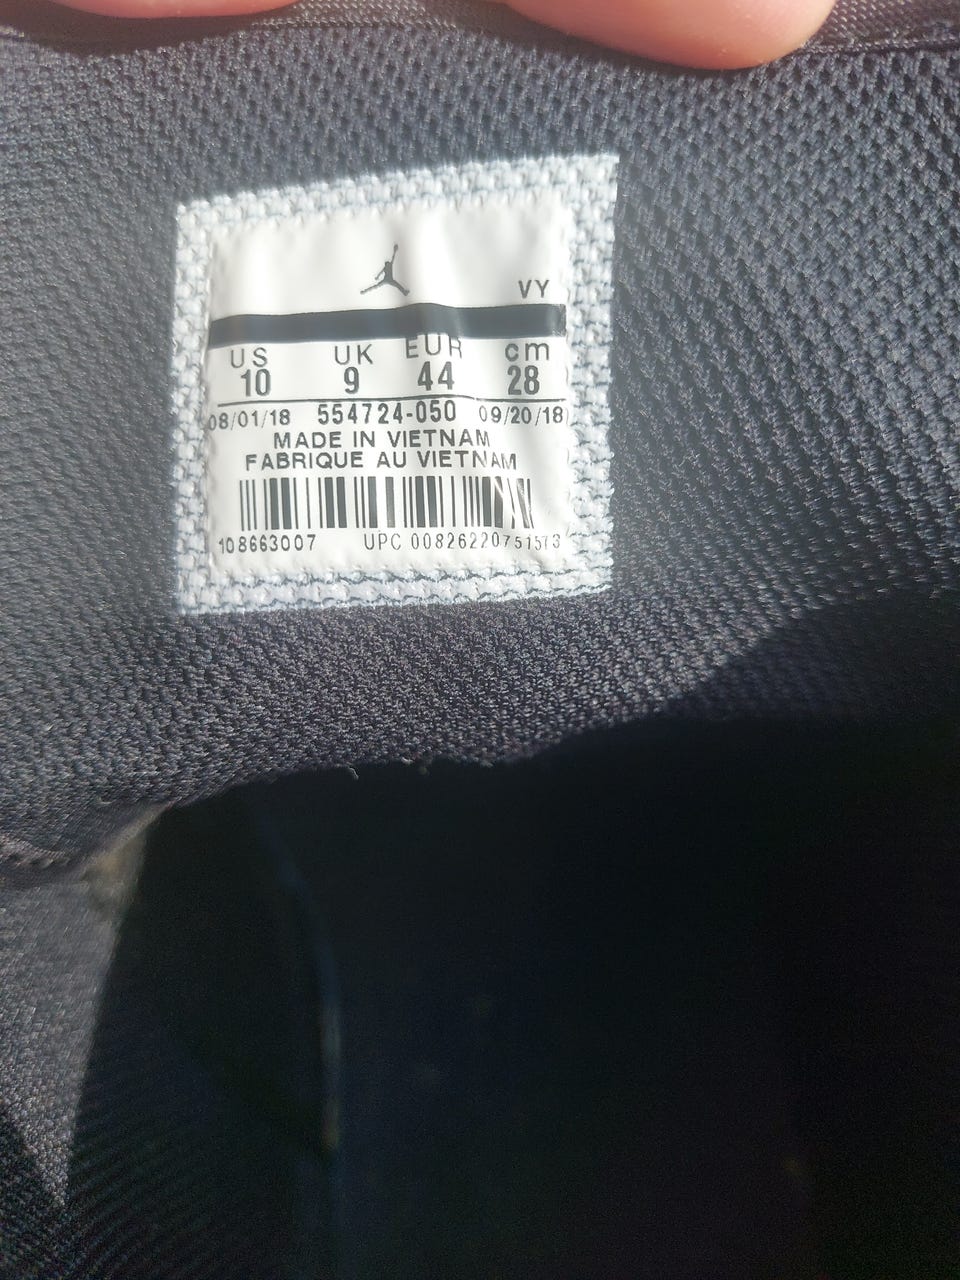 VY
US UK EUR cm
10 9 44 28
08/01/18 554724-050 09/20/18
MADE IN VIETNAM
FABRIQUE AU VIETNAM
108663007 UPC